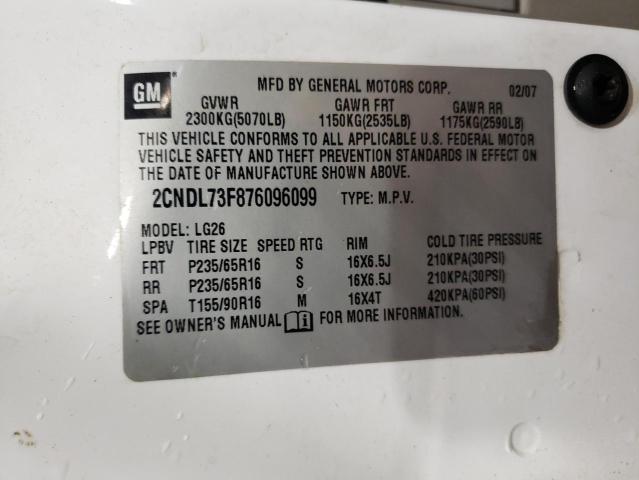 GM
MFD BY GENERAL MOTORS CORP. 02/07
GVWR GAWR FRT GAWR RR
2300KG(5070LB) 1150KG(2535LB) 1175KG(2590LB)
THIS VEHICLE CONFORMS TO ALL APPLICABLE U.S. FEDERAL MOTOR
VEHICLE SAFETY AND THEFT PREVENTION STANDARDS IN EFFECT ON
THE DATE OF MANUFACTURE SHOWN ABOVE.
2CNDL73F876096099 TYPE: M.P.V.
MODEL: LG26
LPBV TIRE SIZE SPEED RTG RIM COLD TIRE PRESSURE
FRT P235/65R16 S 16X6.5J 210KPA(30PSI)
RR P235/65R16 S 16X6.5J 210KPA(30PSI)
SPA T155/90R16 M 16X4T 420KPA(60PSI)
SEE OWNER'S MANUAL i FOR MORE INFORMATION.